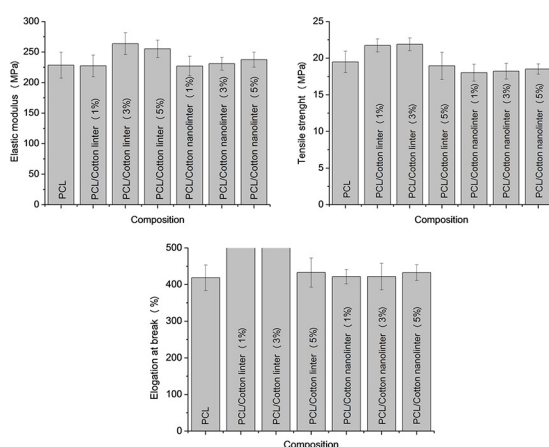 Elastic modulus (MPa)
300
250
200
150
100
50
0
PCL
PCL/Cotton linter (1%)
PCL/Cotton linter (3%)
PCL/Cotton linter (5%)
PCL/Cotton nanolinter (1%)
PCL/Cotton nanolinter (3%)
PCL/Cotton nanolinter (5%)
Composition
Tensile strenght (MPa)
25
20
15
10
5
0
PCL
PCL/Cotton linter (1%)
PCL/Cotton linter (3%)
PCL/Cotton linter (5%)
PCL/Cotton nanolinter (1%)
PCL/Cotton nanolinter (3%)
PCL/Cotton nanolinter (5%)
Composition
Elogation at break
(%)
500
400
300
200
100
0
PCL
PCL/Cotton linter (1%)
PCL/Cotton linter (3%)
PCL/Cotton linter (5%)
PCL/Cotton nanolinter (1%)
PCL/Cotton nanolinter (3%)
PCL/Cotton nanolinter (5%)
Composition